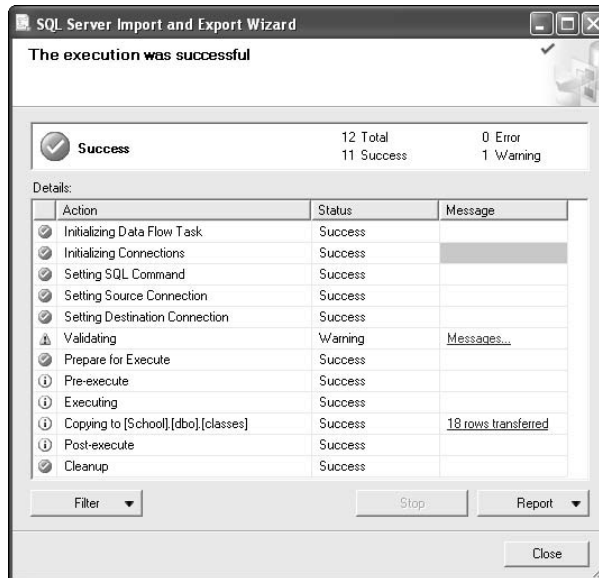 SQL Server Import and Export Wizard
The execution was successful
Success 12 Total 0 Error
11 Success 1 Warning
Details:
Action Status Message
Initializing Data Flow Task Success
Initializing Connections Success
Setting SQL Command Success
Setting Source Connection Success
Setting Destination Connection Success
Validating Warning Messages...
Prepare for Execute Success
Pre-execute Success
Executing Success
Copying to [School].[dbo].[classes] Success 18 rows transferred
Post-execute Success
Cleanup Success
Filter Stop Report
Close